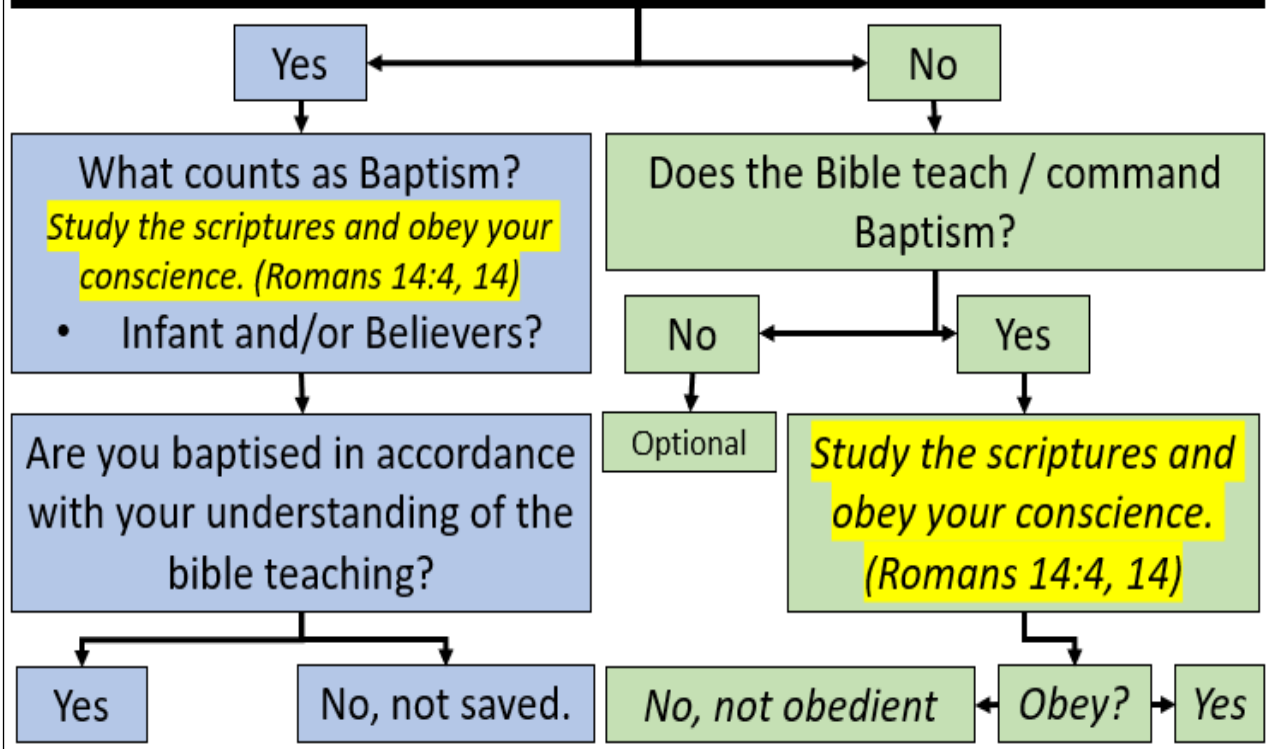 Yes
No
What counts as Baptism?
Study the scriptures and obey your
conscience. (Romans 14:4, 14)
• Infant and/or Believers?
Does the Bible teach / command
Baptism?
No
Yes
Optional
Are you baptised in accordance
with your understanding of the
bible teaching?
Study the scriptures and
obey your conscience.
(Romans 14:4, 14)
Yes
No, not saved.
No, not obedient
Obey?
Yes